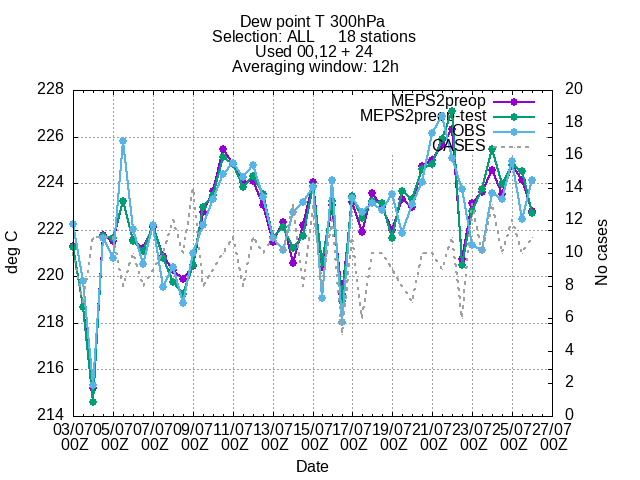 Dew point T 300hPa
Selection: ALL 18 stations
Used 00,12 + 24
Averaging window: 12h
228 20
MEPS2preop
18
MEPS2preop-test
226 OBS
16
CASES
224 14
222 12
deg C
No cases
10
220 8
218 6
4
216 2
214 0
03/07 05/07 07/07 09/07 11/07 13/07 15/07 17/07 19/07 21/07 23/07 25/07 27/07
00Z 00Z 00Z 00Z 00Z 00Z 00Z 00Z 00Z 00Z 00Z 00Z 00Z
Date